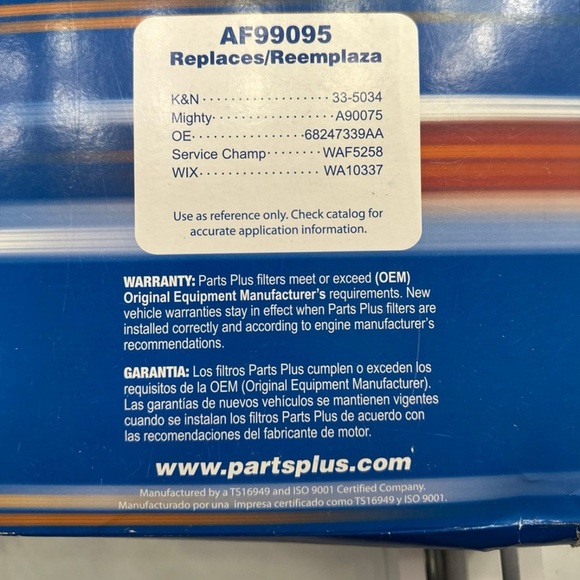 AF99095
Replaces/Reemplaza
K&N ··················· 33-5034
Mighty··················A90075
OE·····················68247339AA
Service Champ········ WAF5258
WIX················· WA10337
Use as reference only. Check catalog for
accurate application information.
WARRANTY: Parts Plus filters meet or exceed (OEM)
Original Equipment Manufacturer's requirements. New
vehicle warranties stay in effect when Parts Plus filters are
installed correctly and according to engine manufacturer's
recommendations.
GARANTIA: Los filtros Parts Plus cumplen o exceden los
requisitos de la OEM (Original Equipment Manufacturer).
Las garantías de nuevos vehículos se mantienen vigentes
cuando se instalan los filtros Parts Plus de acuerdo con
las recomendaciones del fabricante de motor.
www.partsplus.com
Manufactured by a TS16949 and ISO 9001 Certified Company.
Manufacturado por una impresa certificado como TS16949 y ISO 9001.